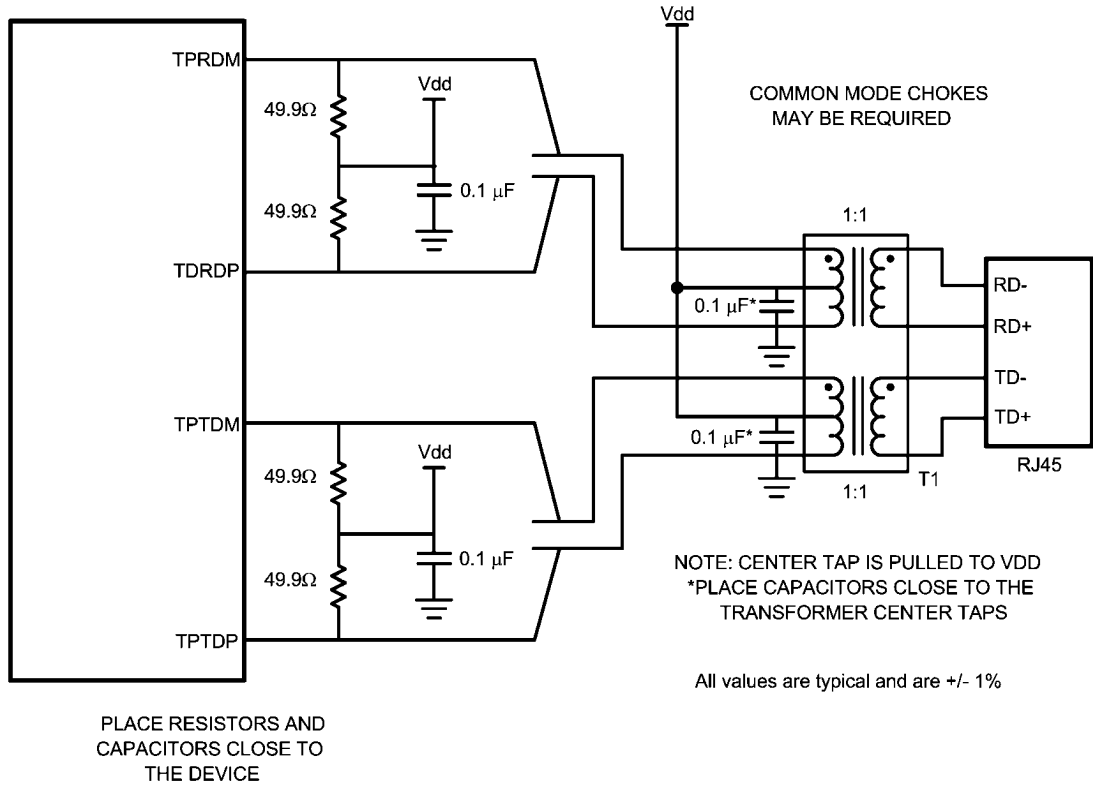 Vdd
TPRDM
49.9Ω
Vdd
COMMON MODE CHOKES
MAY BE REQUIRED
0.1 µF
49.9Ω
1:1
TDRDP
RD-
0.1 µF*
RD+
TD-
TPTDM
TD+
0.1 µF*
Vdd
RJ45
49.9Ω
T1
1:1
0.1 µF
49.9Ω
NOTE: CENTER TAP IS PULLED TO VDD
*PLACE CAPACITORS CLOSE TO THE
TRANSFORMER CENTER TAPS
TPTDP
All values are typical and are +/- 1%
PLACE RESISTORS AND
CAPACITORS CLOSE TO
THE DEVICE